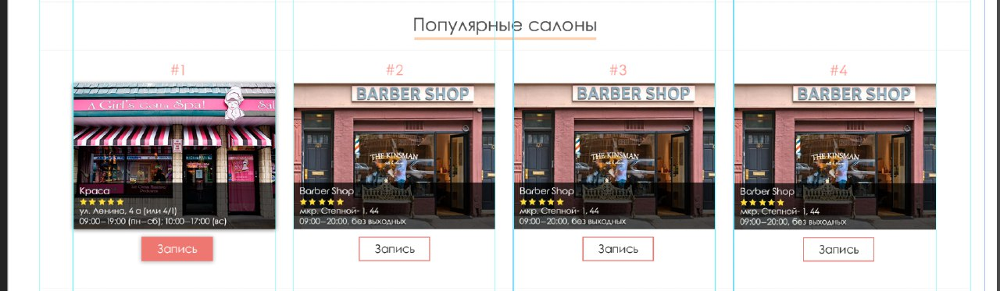 Популярные салоны
#1
A Girl's Gotta Spa! Sal
Краса
ул. Ленина, 4 а (или 4/1)
09:00—19:00 (пн—сб); 10:00—17:00 (вс)
Запись
#2
BARBER SHOP
THE KINSMAN
Barber Shop
мкр. Степной- 1, 44
09:00—20:00, без выходных
Запись
#3
BARBER SHOP
THE KINSMAN
Barber Shop
мкр. Степной- 1, 44
09:00—20:00, без выходных
Запись
#4
BARBER SHOP
THE KINSMAN
Barber Shop
мкр. Степной- 1, 44
09:00—20:00, без выходных
Запись